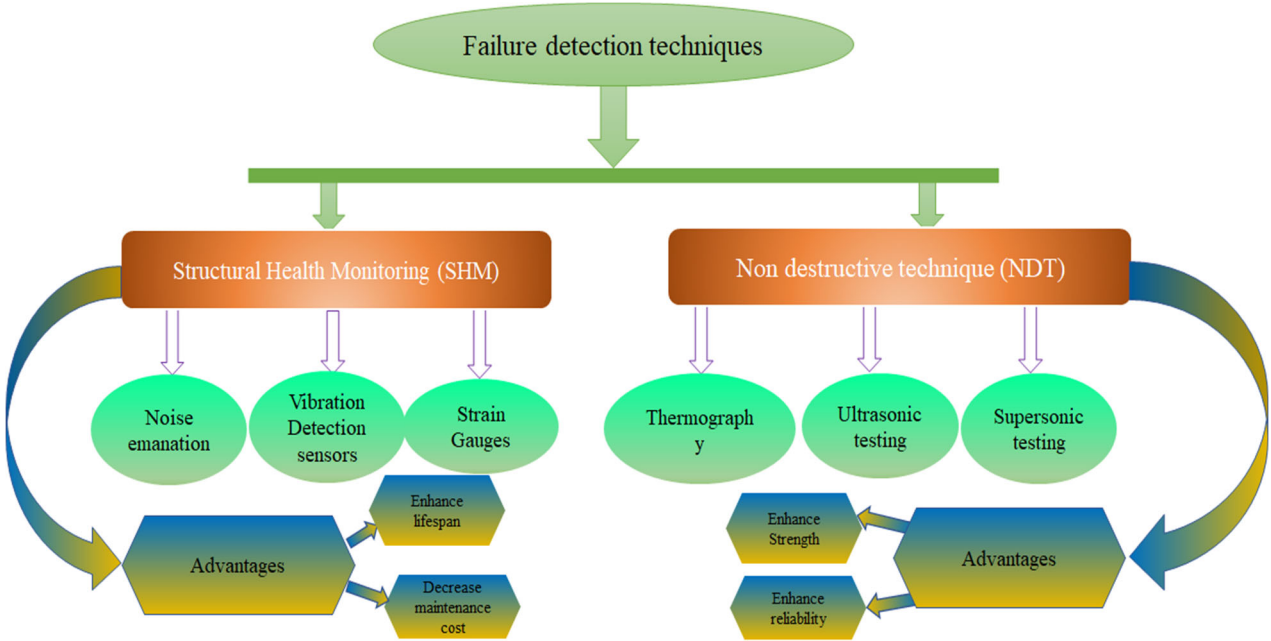 Failure detection techniques
Structural Health Monitoring (SHM)
Non destructive technique (NDT)
Noise
emanation
Vibration
Detection
sensors
Strain
Gauges
Thermograph
y
Ultrasonic
testing
Supersonic
testing
Advantages
Enhance
lifespan
Decrease
maintenance
cost
Enhance
Strength
Enhance
reliability
Advantages